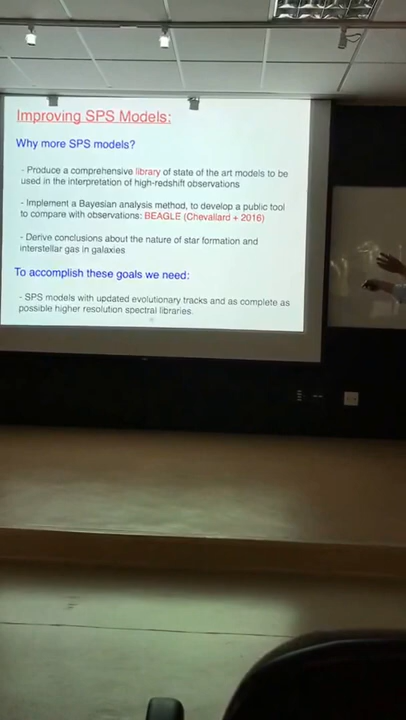 Improving SPS Models:
Why more SPS models?
- Produce a comprehensive library of state of the art models to be
used in the interpretation of high-redshift observations
- Implement a Bayesian analysis method, to develop a public tool
to compare with observations: BEAGLE (Chevallard + 2016)
- Derive conclusions about the nature of star formation and
interstellar gas in galaxies
To accomplish these goals we need:
- SPS models with updated evolutionary tracks and as complete as
possible higher resolution spectral libraries.